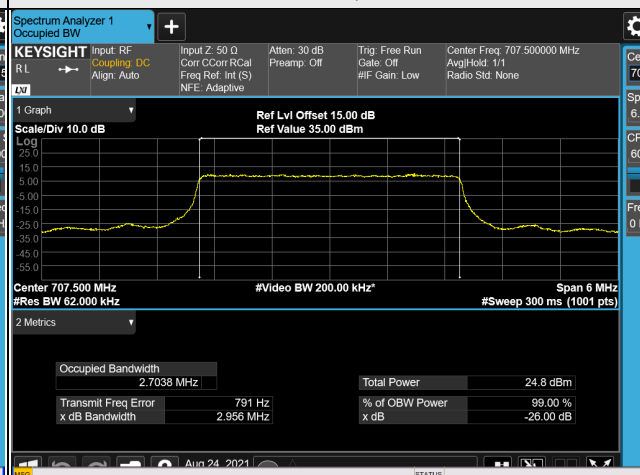 Spectrum Analyzer 1
Occupied BW
KEYSIGHT
RL
LXI
Input: RF
Coupling: DC
Align: Auto
Input Z: 50 Ω
Corr CCorr RCal
Freq Ref: Int (S)
NFE: Adaptive
Atten: 30 dB
Preamp: Off
Trig: Free Run
Gate: Off
#IF Gain: Low
Center Freq: 707.500000 MHz
Avg|Hold: 1/1
Radio Std: None
1 Graph
Scale/Div 10.0 dB
Ref Lvl Offset 15.00 dB
Ref Value 35.00 dBm
Log
25.0
15.0
5.00
-5.00
-15.0
-25.0
-35.0
-45.0
-55.0
Center 707.500 MHz
#Res BW 62.000 kHz
#Video BW 200.00 kHz*
Span 6 MHz
#Sweep 300 ms (1001 pts)
2 Metrics
Occupied Bandwidth
2.7038 MHz
Transmit Freq Error 791 Hz
x dB Bandwidth 2.956 MHz
Total Power 24.8 dBm
% of OBW Power 99.00 %
x dB -26.00 dB
Aug 24, 2021
MSG
STATUS